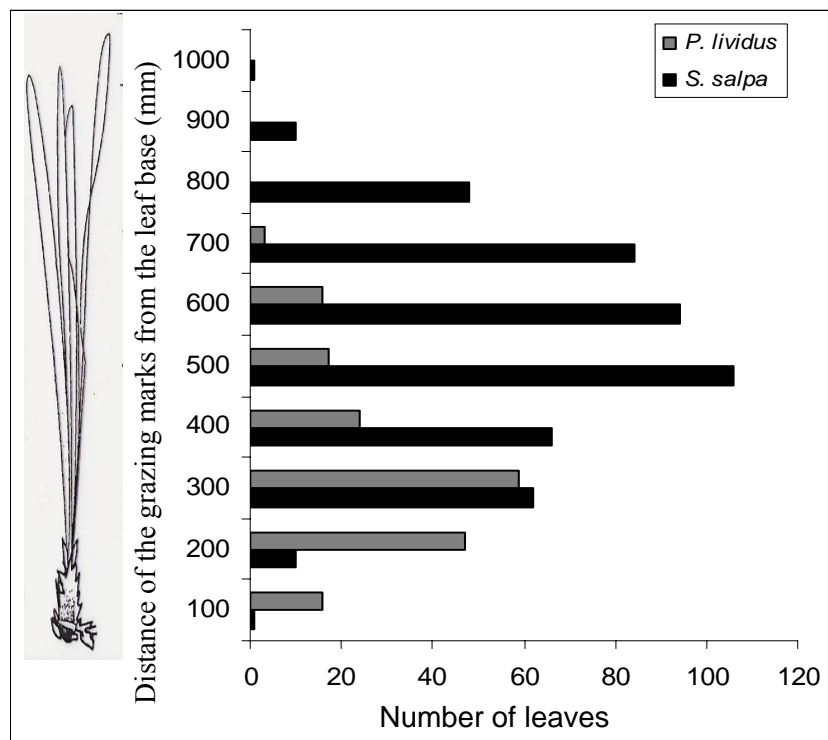 P. lividus
S. salpa
Distance of the grazing marks from the leaf base (mm)
1000
900
800
700
600
500
400
300
200
100
0 20 40 60 80 100 120
Number of leaves